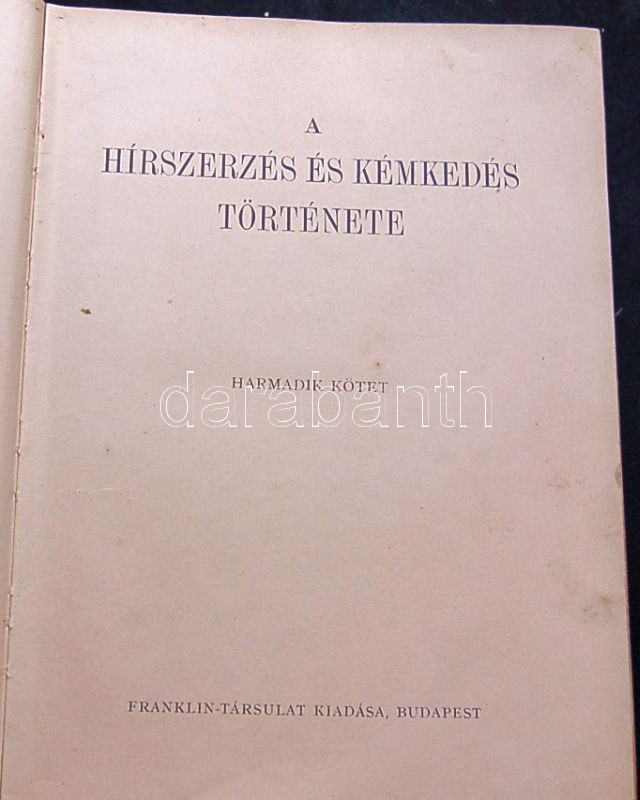 A
HÍRSZERZÉS ÉS KÉMKEDÉS
TÖRTÉNETE
HARMADIK KÖTET
darabanth
FRANKLIN-TÁRSULAT KIADÁSA, BUDAPEST